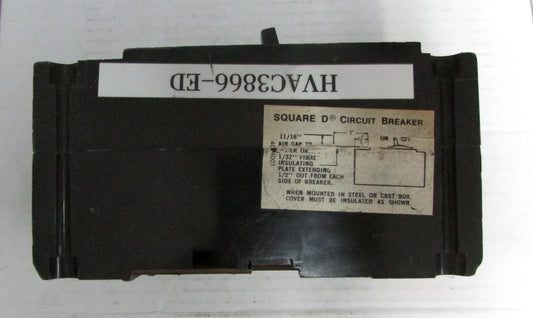 HVAC3866-ED
SQUARE D® CIRCUIT BREAKER
11/16"
AIR GAP TO
OR
1/32" FIBRE
INSULATING
PLATE EXTENDING
1/2" OUT FROM EACH
SIDE OF BREAKER.
1"
ON OFF
WHEN MOUNTED IN STEEL OR CAST BOX
COVER MUST BE INSULATED AS SHOWN.